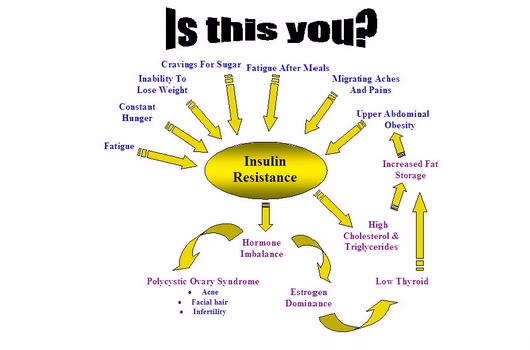 Is this you?
Cravings For Sugar
Fatigue After Meals
Inability To
Lose Weight
Migrating Aches
And Pains
Constant
Hunger
Upper Abdominal
Obesity
Fatigue
Insulin
Resistance
Increased Fat
Storage
High
Cholesterol &
Triglycerides
Hormone
Imbalance
Polycystic Ovary Syndrome
• Acne
• Facial hair
• Infertility
Estrogen
Dominance
Low Thyroid